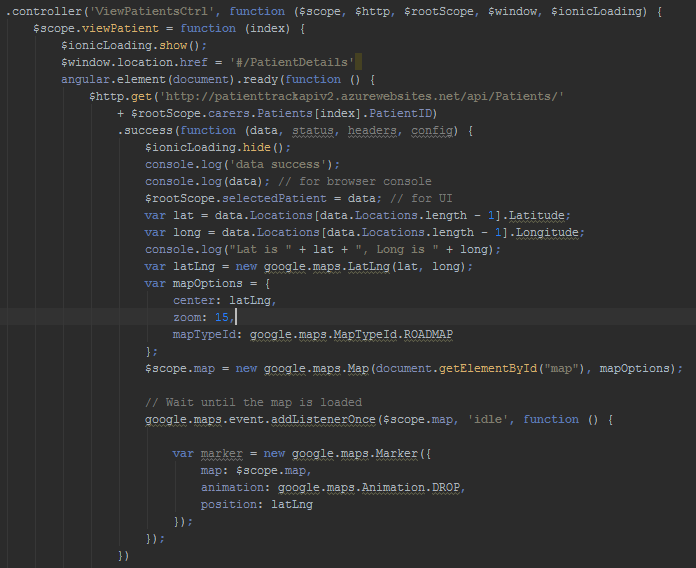 .controller('ViewPatientsCtrl', function ($scope, $http, $rootScope, $window, $ionicLoading) {
    $scope.viewPatient = function (index) {
        $ionicLoading.show();
        $window.location.href = '#/PatientDetails'
        angular.element(document).ready(function () {
            $http.get('http://patienttrackapiv2.azurewebsites.net/api/Patients/'
                + $rootScope.carers.Patients[index].PatientID)
                .success(function (data, status, headers, config) {
                    $ionicLoading.hide();
                    console.log('data success');
                    console.log(data); // for browser console
                    $rootScope.selectedPatient = data; // for UI
                    var lat = data.Locations[data.Locations.length - 1].Latitude;
                    var long = data.Locations[data.Locations.length - 1].Longitude;
                    console.log("Lat is " + lat + ", Long is " + long);
                    var latLng = new google.maps.LatLng(lat, long);
                    var mapOptions = {
                        center: latLng,
                        zoom: 15,
                        mapTypeId: google.maps.MapTypeId.ROADMAP
                    };
                    $scope.map = new google.maps.Map(document.getElementById("map"), mapOptions);

                    // Wait until the map is loaded
                    google.maps.event.addListenerOnce($scope.map, 'idle', function () {

                        var marker = new google.maps.Marker({
                            map: $scope.map,
                            animation: google.maps.Animation.DROP,
                            position: latLng
                        });
                    });
                })